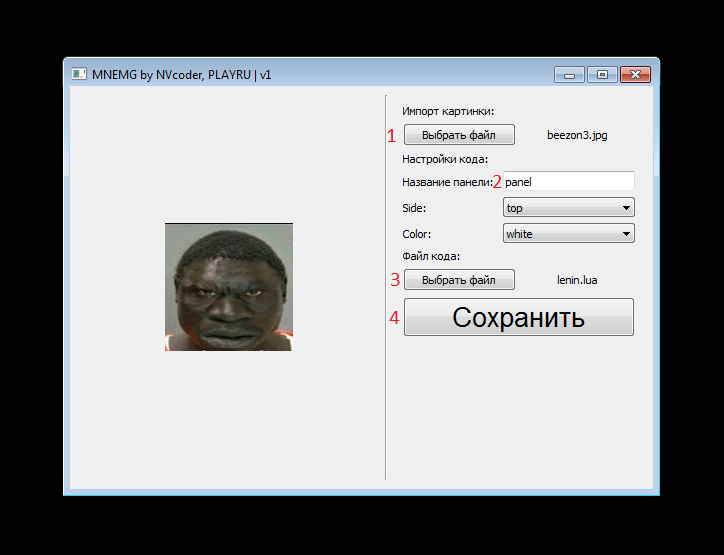 MNEMG by NVcoder, PLAYRU | v1
Импорт картинки:
1 Выбрать файл beezon3.jpg
Настройки кода:
Название панели: 2 panel
Side: top
Color: white
Файл кода:
3 Выбрать файл lenin.lua
4 Сохранить